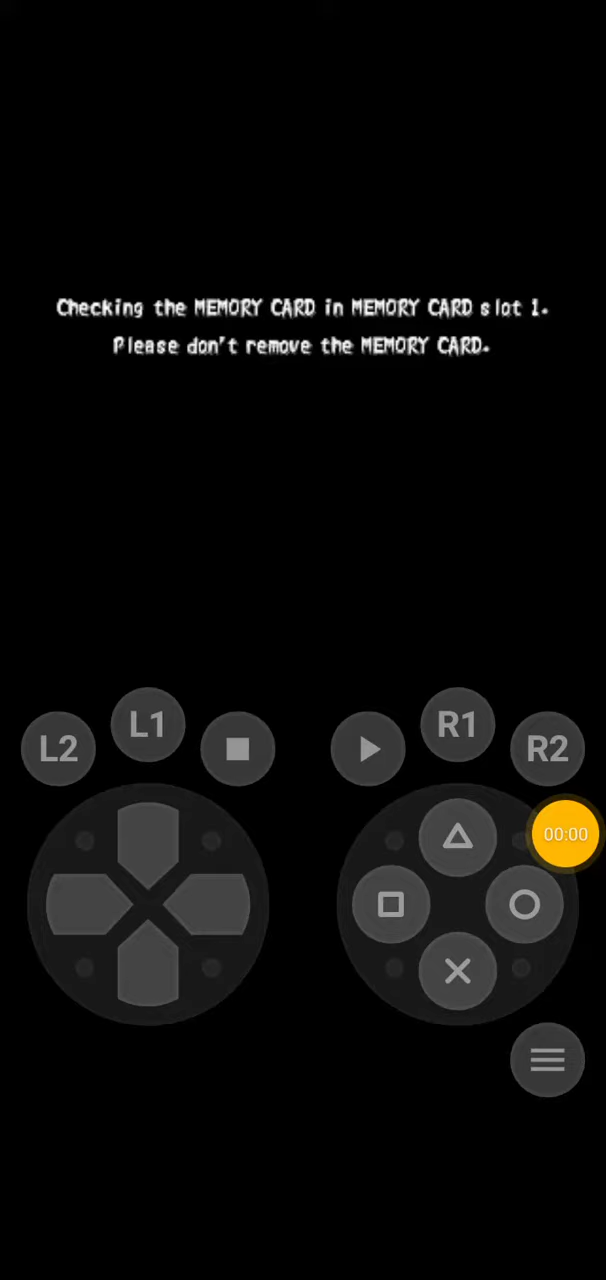 Checking the MEMORY CARD in MEMORY CARD slot 1.
Please don't remove the MEMORY CARD.
L2 L1 R1 R2
00:00